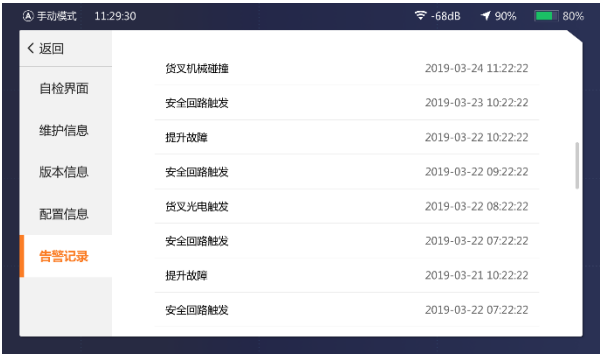 Ⓐ 手动模式 11:29:30 -68dB 90% 80%
< 返回
自检界面
维护信息
版本信息
配置信息
告警记录
货叉机械碰撞 2019-03-24 11:22:22
安全回路触发 2019-03-23 10:22:22
提升故障 2019-03-22 10:22:22
安全回路触发 2019-03-22 09:22:22
货叉光电触发 2019-03-22 08:22:22
安全回路触发 2019-03-22 07:22:22
提升故障 2019-03-21 10:22:22
安全回路触发 2019-03-22 07:22:22